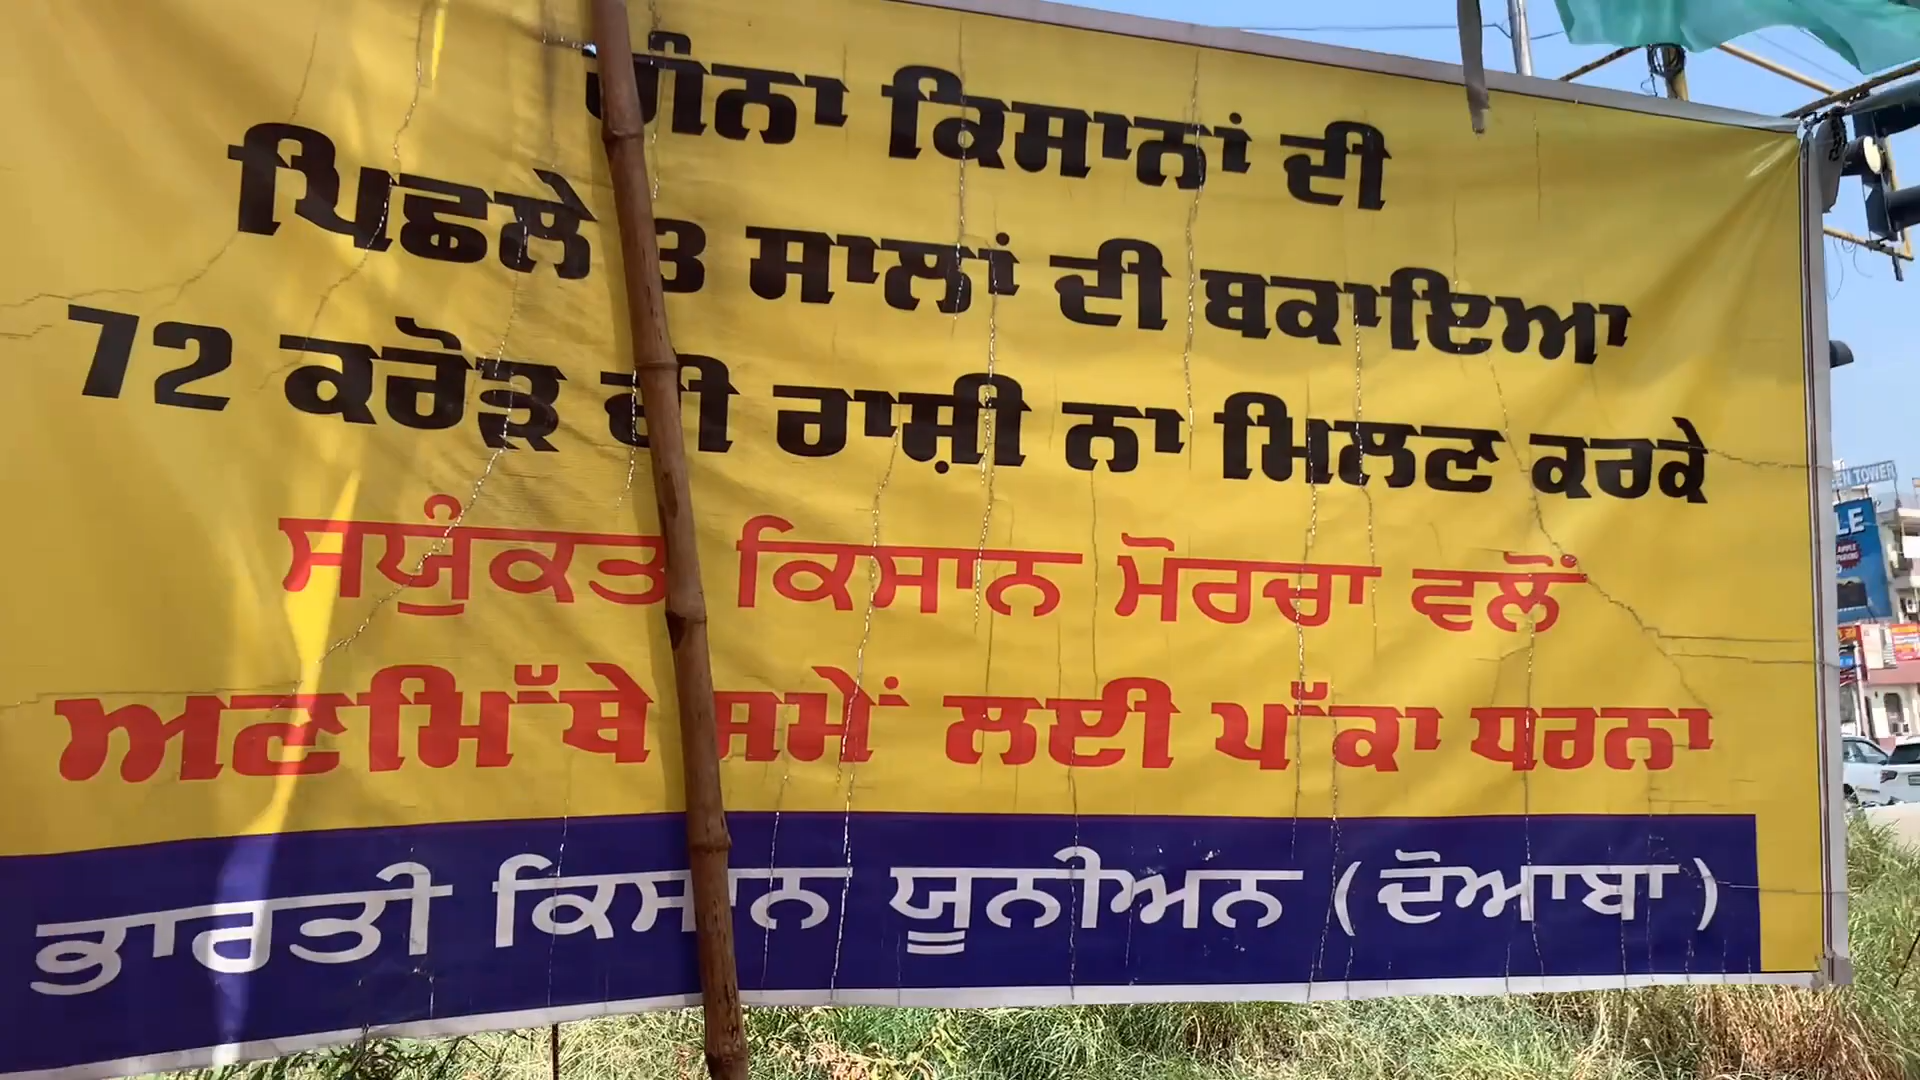 ਕਿਸਾਨਾਂ ਦੀ
ਪਿਛਲੇ 3 ਸਾਲਾਂ ਦੀ ਬਕਾਇਆ
72 ਕਰੋੜ ਦੀ ਰਾਸ਼ੀ ਨਾ ਮਿਲਣ ਕਰਕੇ
ਸਯੁੰਕਤ ਕਿਸਾਨ ਮੋਰਚਾ ਵਲੋਂ
ਅਣਮਿੱਥੇ ਸਮੇਂ ਲਈ ਪੱਕਾ ਧਰਨਾ
ਭਾਰਤੀ ਕਿਸਾਨ ਯੂਨੀਅਨ (ਦੋਆਬਾ)